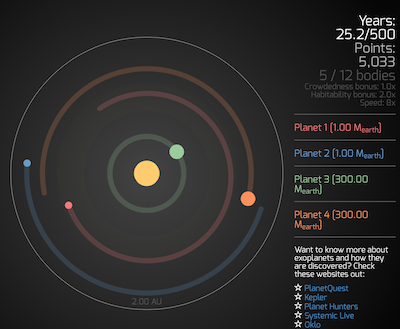 Years:
25.2/500
Points:
5,033
5 / 12 bodies
Crowdedness bonus: 1.0x
Habitability bonus: 2.0x
Speed: 8x
Planet 1 (1.00 Mearth)
Planet 2 (1.00 Mearth)
Planet 3 (300.00
Mearth)
Planet 4 (300.00
Mearth)
Want to know more about
exoplanets and how they
are discovered? Check
these websites out:
☆ PlanetQuest
☆ Kepler
☆ Planet Hunters
☆ Systemic Live
☆ Oklo
2.00 AU